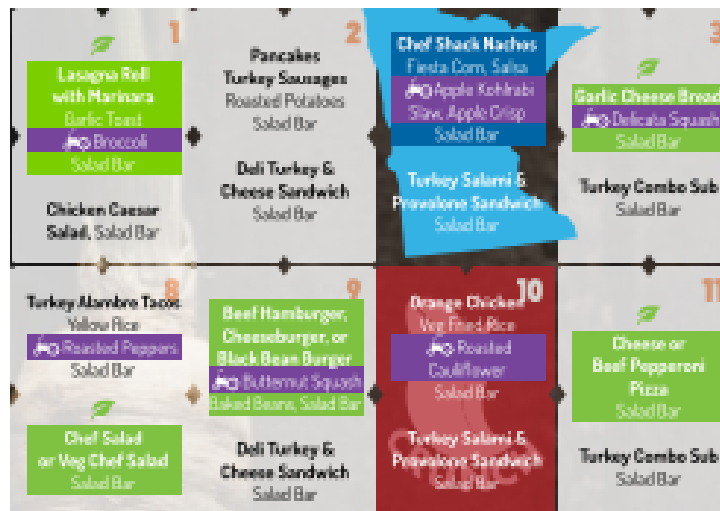 1
Lasagna Roll
with Marinara
Garlic Toast
Broccoli
Salad Bar
Chicken Caesar
Salad, Salad Bar
2
Pancakes
Turkey Sausages
Roasted Potatoes
Salad Bar
Deli Turkey &
Cheese Sandwich
Salad Bar
Chef Shack Nachos
Fiesta Corn, Salsa
Apple Kohlrabi
Slaw, Apple Crisp
Salad Bar
Turkey Salami &
Provolone Sandwich
Salad Bar
3
Garlic Cheese Bread
Delicata Squash
Salad Bar
Turkey Combo Sub
Salad Bar
8
Turkey Alambre Tacos
Yellow Rice
Roasted Peppers
Salad Bar
Chef Salad
or Veg Chef Salad
Salad Bar
9
Beef Hamburger,
Cheeseburger, or
Black Bean Burger
Butternut Squash
Baked Beans, Salad Bar
Deli Turkey &
Cheese Sandwich
Salad Bar
10
Orange Chicken
Veg Fried Rice
Roasted
Cauliflower
Salad Bar
Turkey Salami &
Provolone Sandwich
Salad Bar
11
Cheese or
Beef Pepperoni
Pizza
Salad Bar
Turkey Combo Sub
Salad Bar